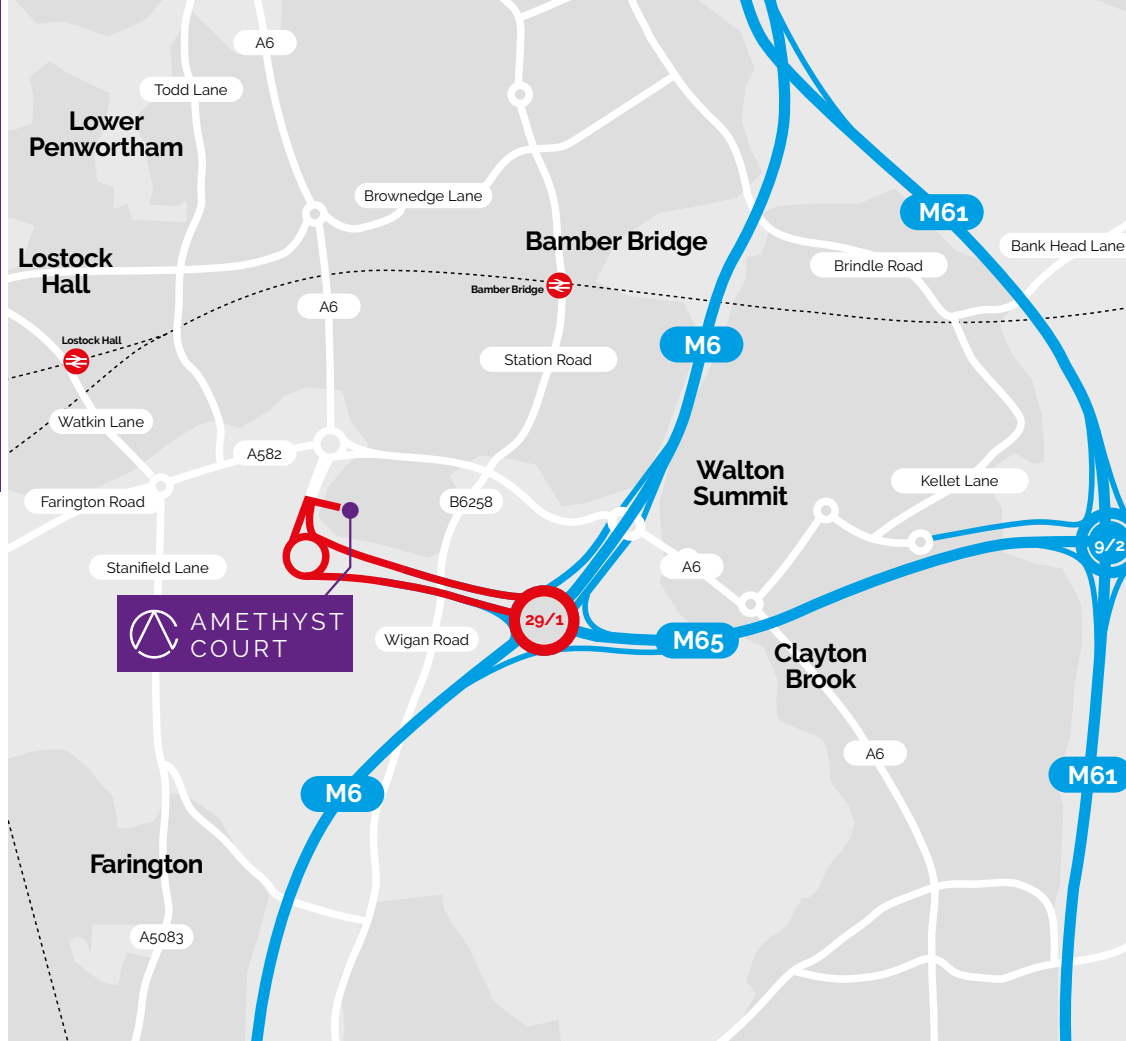 A6
Todd Lane
Lower
Penwortham
Brownedge Lane
M61
Bamber Bridge
Bank Head Lane
Lostock
Hall
Brindle Road
Bamber Bridge
A6
Lostock Hall
M6
Station Road
Watkin Lane
A582
Walton
Summit
Kellet Lane
Farington Road
B6258
9/2
Stanifield Lane
A6
AMETHYST
COURT
29/1
Wigan Road
M65
Clayton
Brook
A6
M61
M6
Farington
A5083